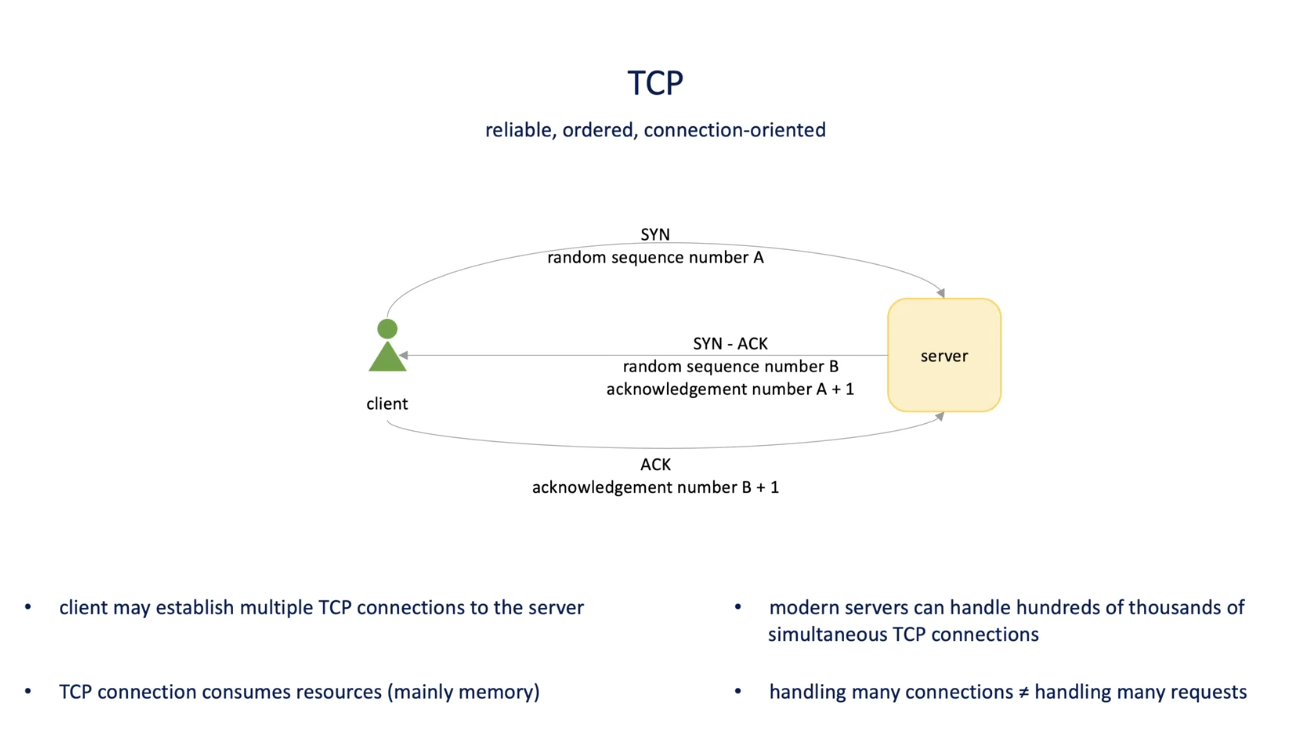 TCP
reliable, ordered, connection-oriented
SYN
random sequence number A
SYN - ACK
random sequence number B
acknowledgement number A + 1
server
client
ACK
acknowledgement number B + 1
• client may establish multiple TCP connections to the server
• TCP connection consumes resources (mainly memory)
• modern servers can handle hundreds of thousands of
simultaneous TCP connections
• handling many connections ≠ handling many requests